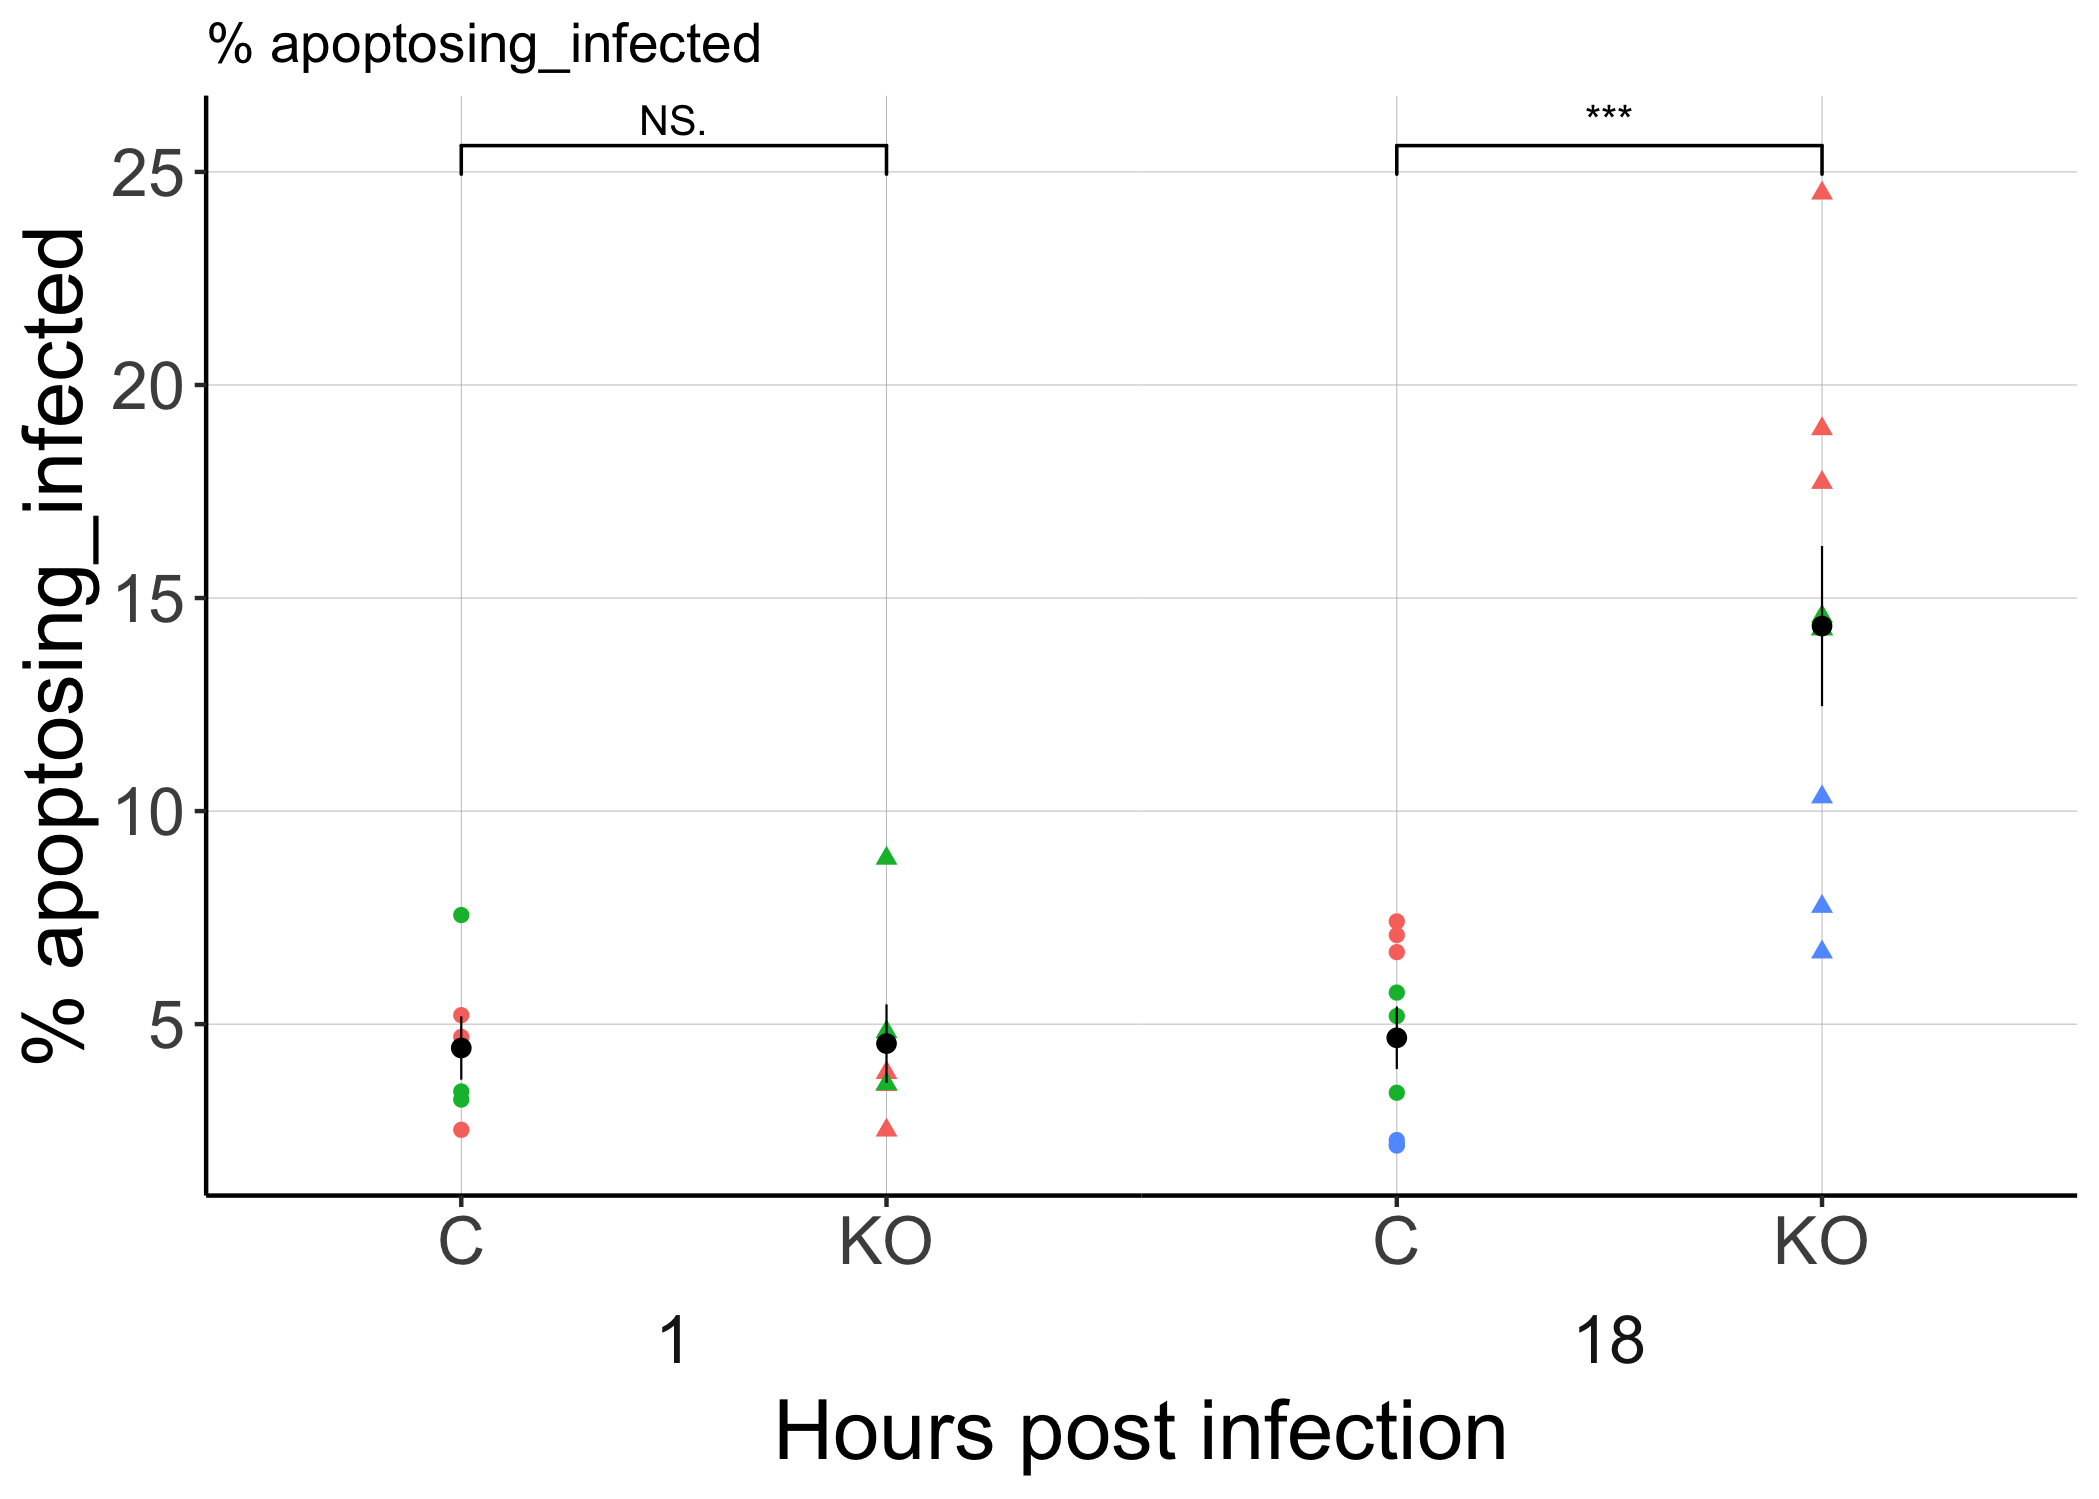 % apoptosing_infected
NS.
***
% apoptosing_infected
25
20
15
10
5
C KO C KO
1 18
Hours post infection